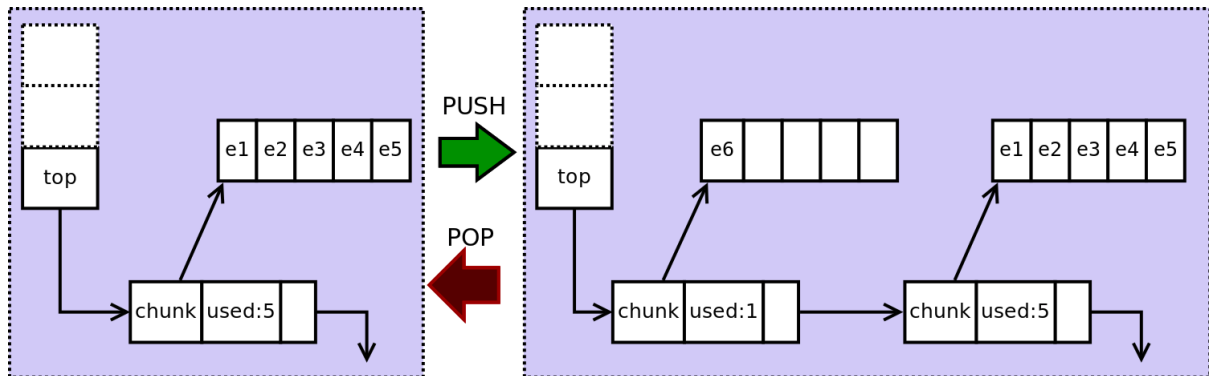 PUSH
POP
top
e1 e2 e3 e4 e5
chunk used:5
top
e6
e1 e2 e3 e4 e5
chunk used:1
chunk used:5